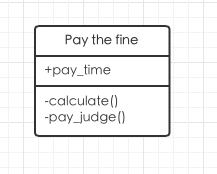 Pay the fine
+pay_time
-calculate()
-pay_judge()